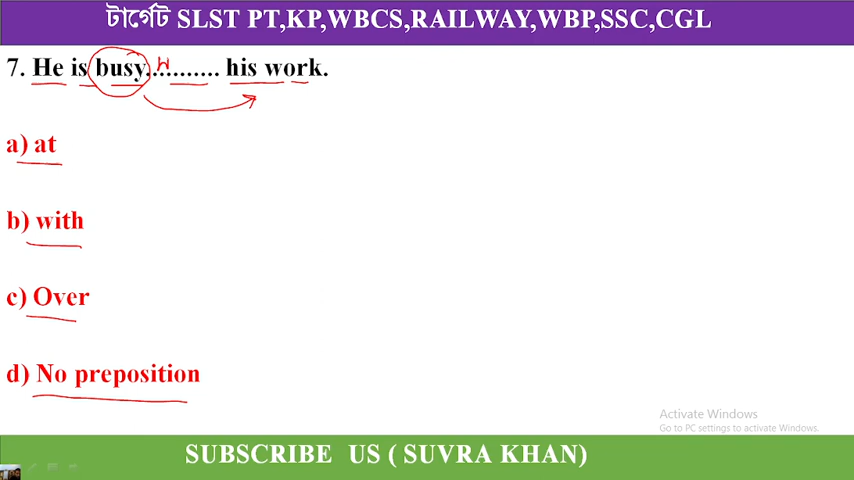 টার্গেট SLST PT,KP,WBCS,RAILWAY,WBP,SSC,CGL
7. He is busy............ his work.
a) at
b) with
c) Over
d) No preposition
Activate Windows
Go to PC settings to activate Windows.
SUBSCRIBE US ( SUVRA KHAN)